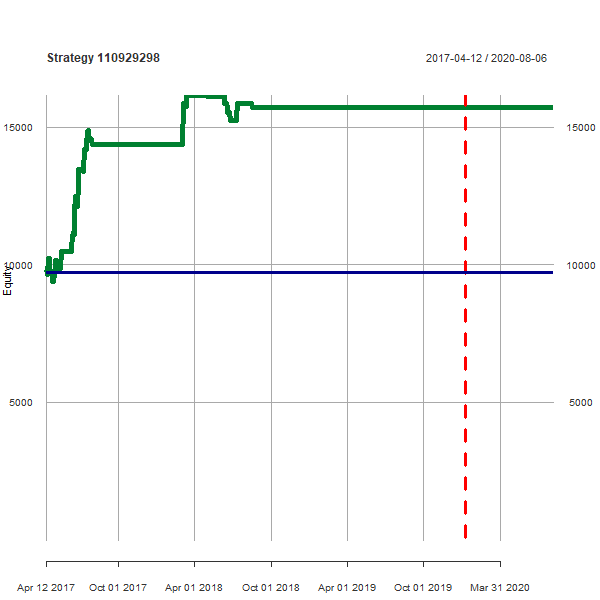 Strategy 110929298 2017-04-12 / 2020-08-06
15000 15000
10000 10000
Equity
5000 5000
Apr 12 2017 Oct 01 2017 Apr 01 2018 Oct 01 2018 Apr 01 2019 Oct 01 2019 Mar 31 2020